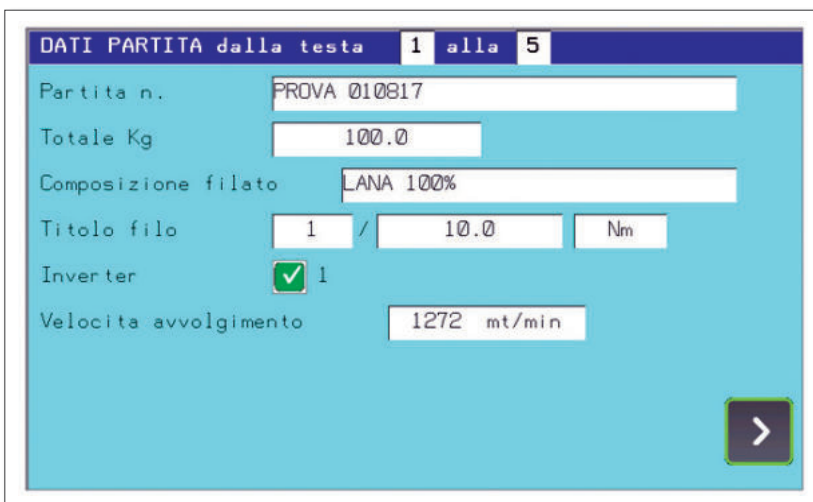 DATI PARTITA dalla testa 1 alla 5
Partita n. PROVA 010817
Totale Kg 100.0
Composizione filato LANA 100%
Titolo filo 1 / 10.0 Nm
Inverter 1
Velocita avvolgimento 1272 mt/min